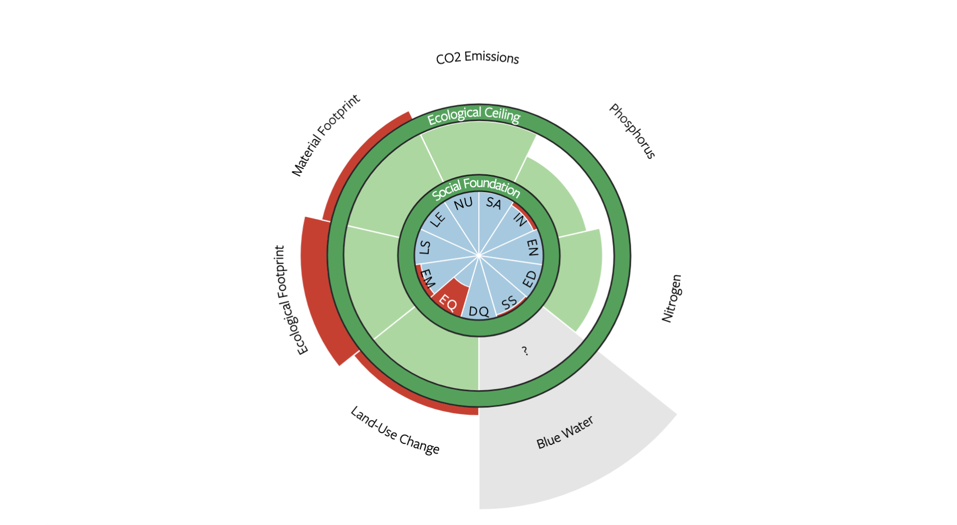 CO2 Emissions
Phosphorus
Material Footprint
Ecological Ceiling
Social Foundation
NU
SA
LE
IN
LS
EN
EM
ED
EQ
SS
DQ
Ecological Footprint
Nitrogen
?
Land-Use Change
Blue Water